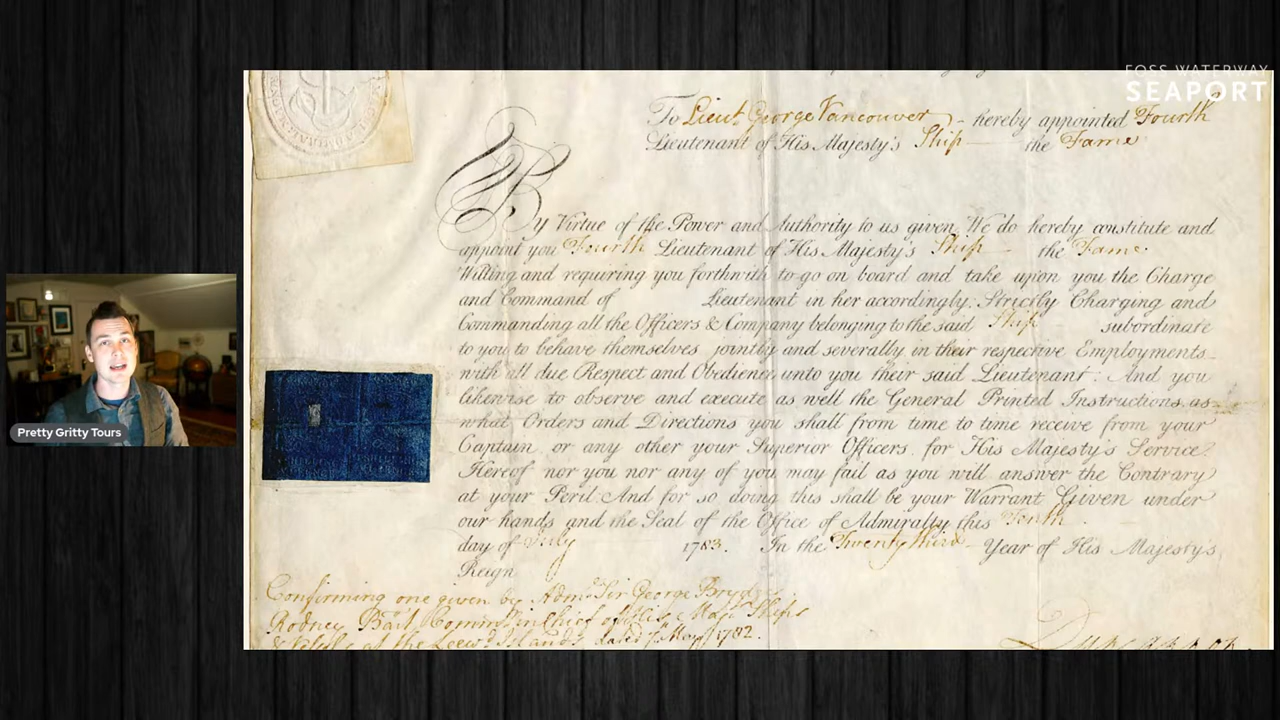 FOSS WATERWAY
SEAPORT
To Lieut George Vancouver - hereby appointed Fourth
Lieutenant of His Majesty's Ship the Fame
By Virtue of the Power and Authority to us given We do hereby constitute and
appoint you Fourth Lieutenant of His Majesty's Ship the Fame.
Willing and requiring you forthwith to go on board and take upon you the Charge
and Command of Lieutenant in her accordingly. Strictly Charging and
Commanding all the Officers & Company belonging to the said Ship subordinate
to you to behave themselves jointly and severally in their respective Employments
with all due Respect and Obedience unto you their said Lieutenant. And you
likewise to observe and execute as well the General Printed Instructions as
what Orders and Directions you shall from time to time receive from your
Captain or any other your Superior Officers for His Majesty's Service.
Hereof nor you nor any of you may fail as you will answer the Contrary
at your Peril. And for so doing this shall be your Warrant Given under
our hands and the Seal of the Office of Admiralty this Tenth
day of July 1783. In the Twenty third Year of His Majesty's
Reign
Confirming one given by Adm. Sir George Brydges
Rodney Bart. Comm. in Chief of His Maj. Ships
& Vessels at the Leew. Islands dated 7 May 1782.
Pretty Gritty Tours